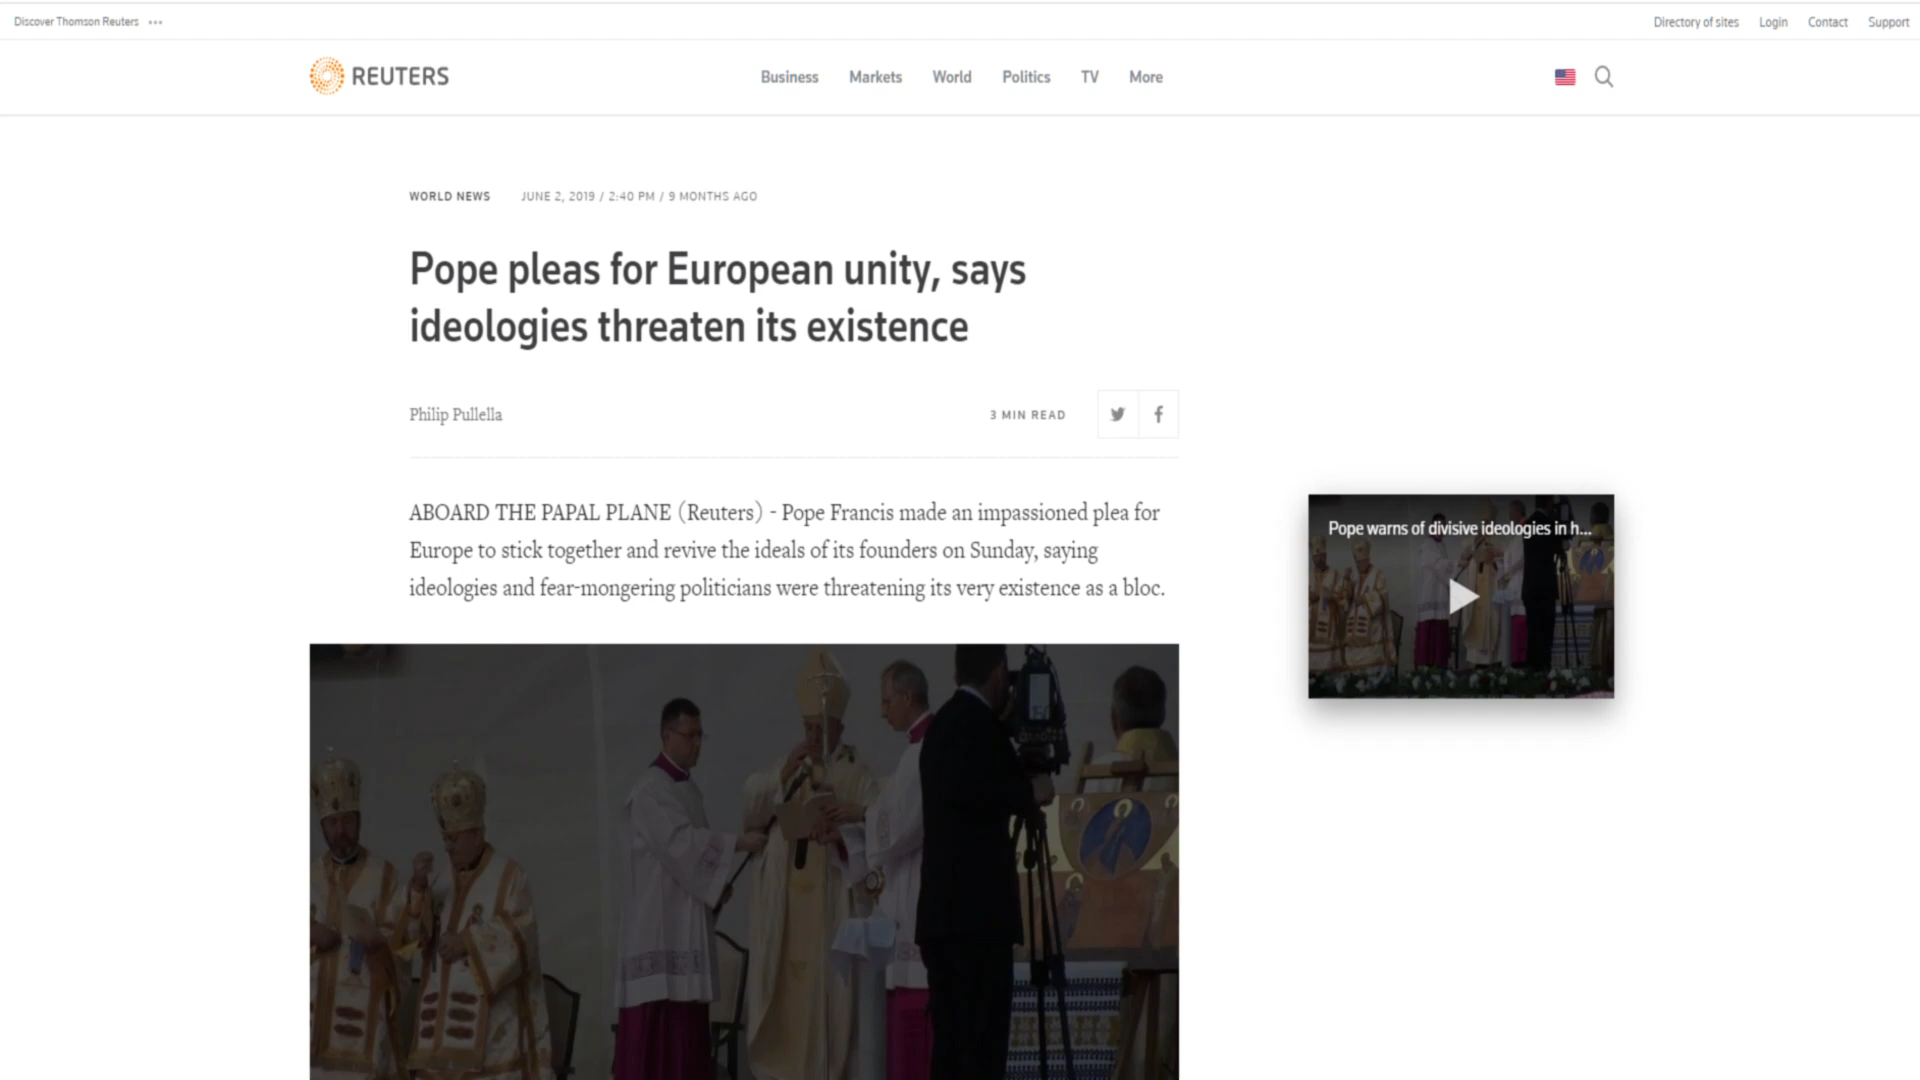 Discover Thomson Reuters •••
Directory of sites Login Contact Support
REUTERS
Business Markets World Politics TV More
WORLD NEWS JUNE 2, 2019 / 2:40 PM / 9 MONTHS AGO
Pope pleas for European unity, says
ideologies threaten its existence
Philip Pullella
3 MIN READ
ABOARD THE PAPAL PLANE (Reuters) - Pope Francis made an impassioned plea for
Europe to stick together and revive the ideals of its founders on Sunday, saying
ideologies and fear-mongering politicians were threatening its very existence as a bloc.
Pope warns of divisive ideologies in h...